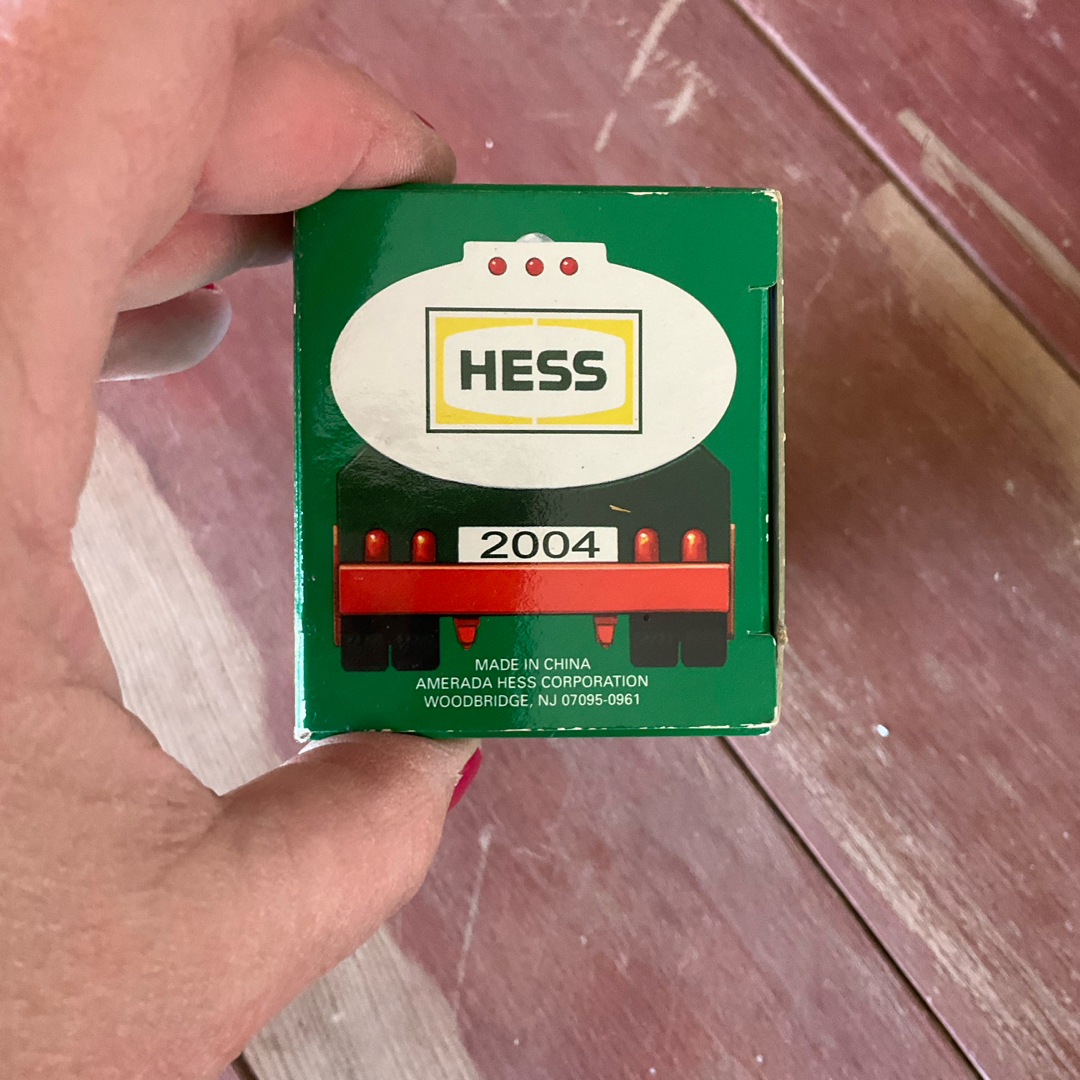 HESS
2004
MADE IN CHINA
AMERADA HESS CORPORATION
WOODBRIDGE, NJ 07095-0961